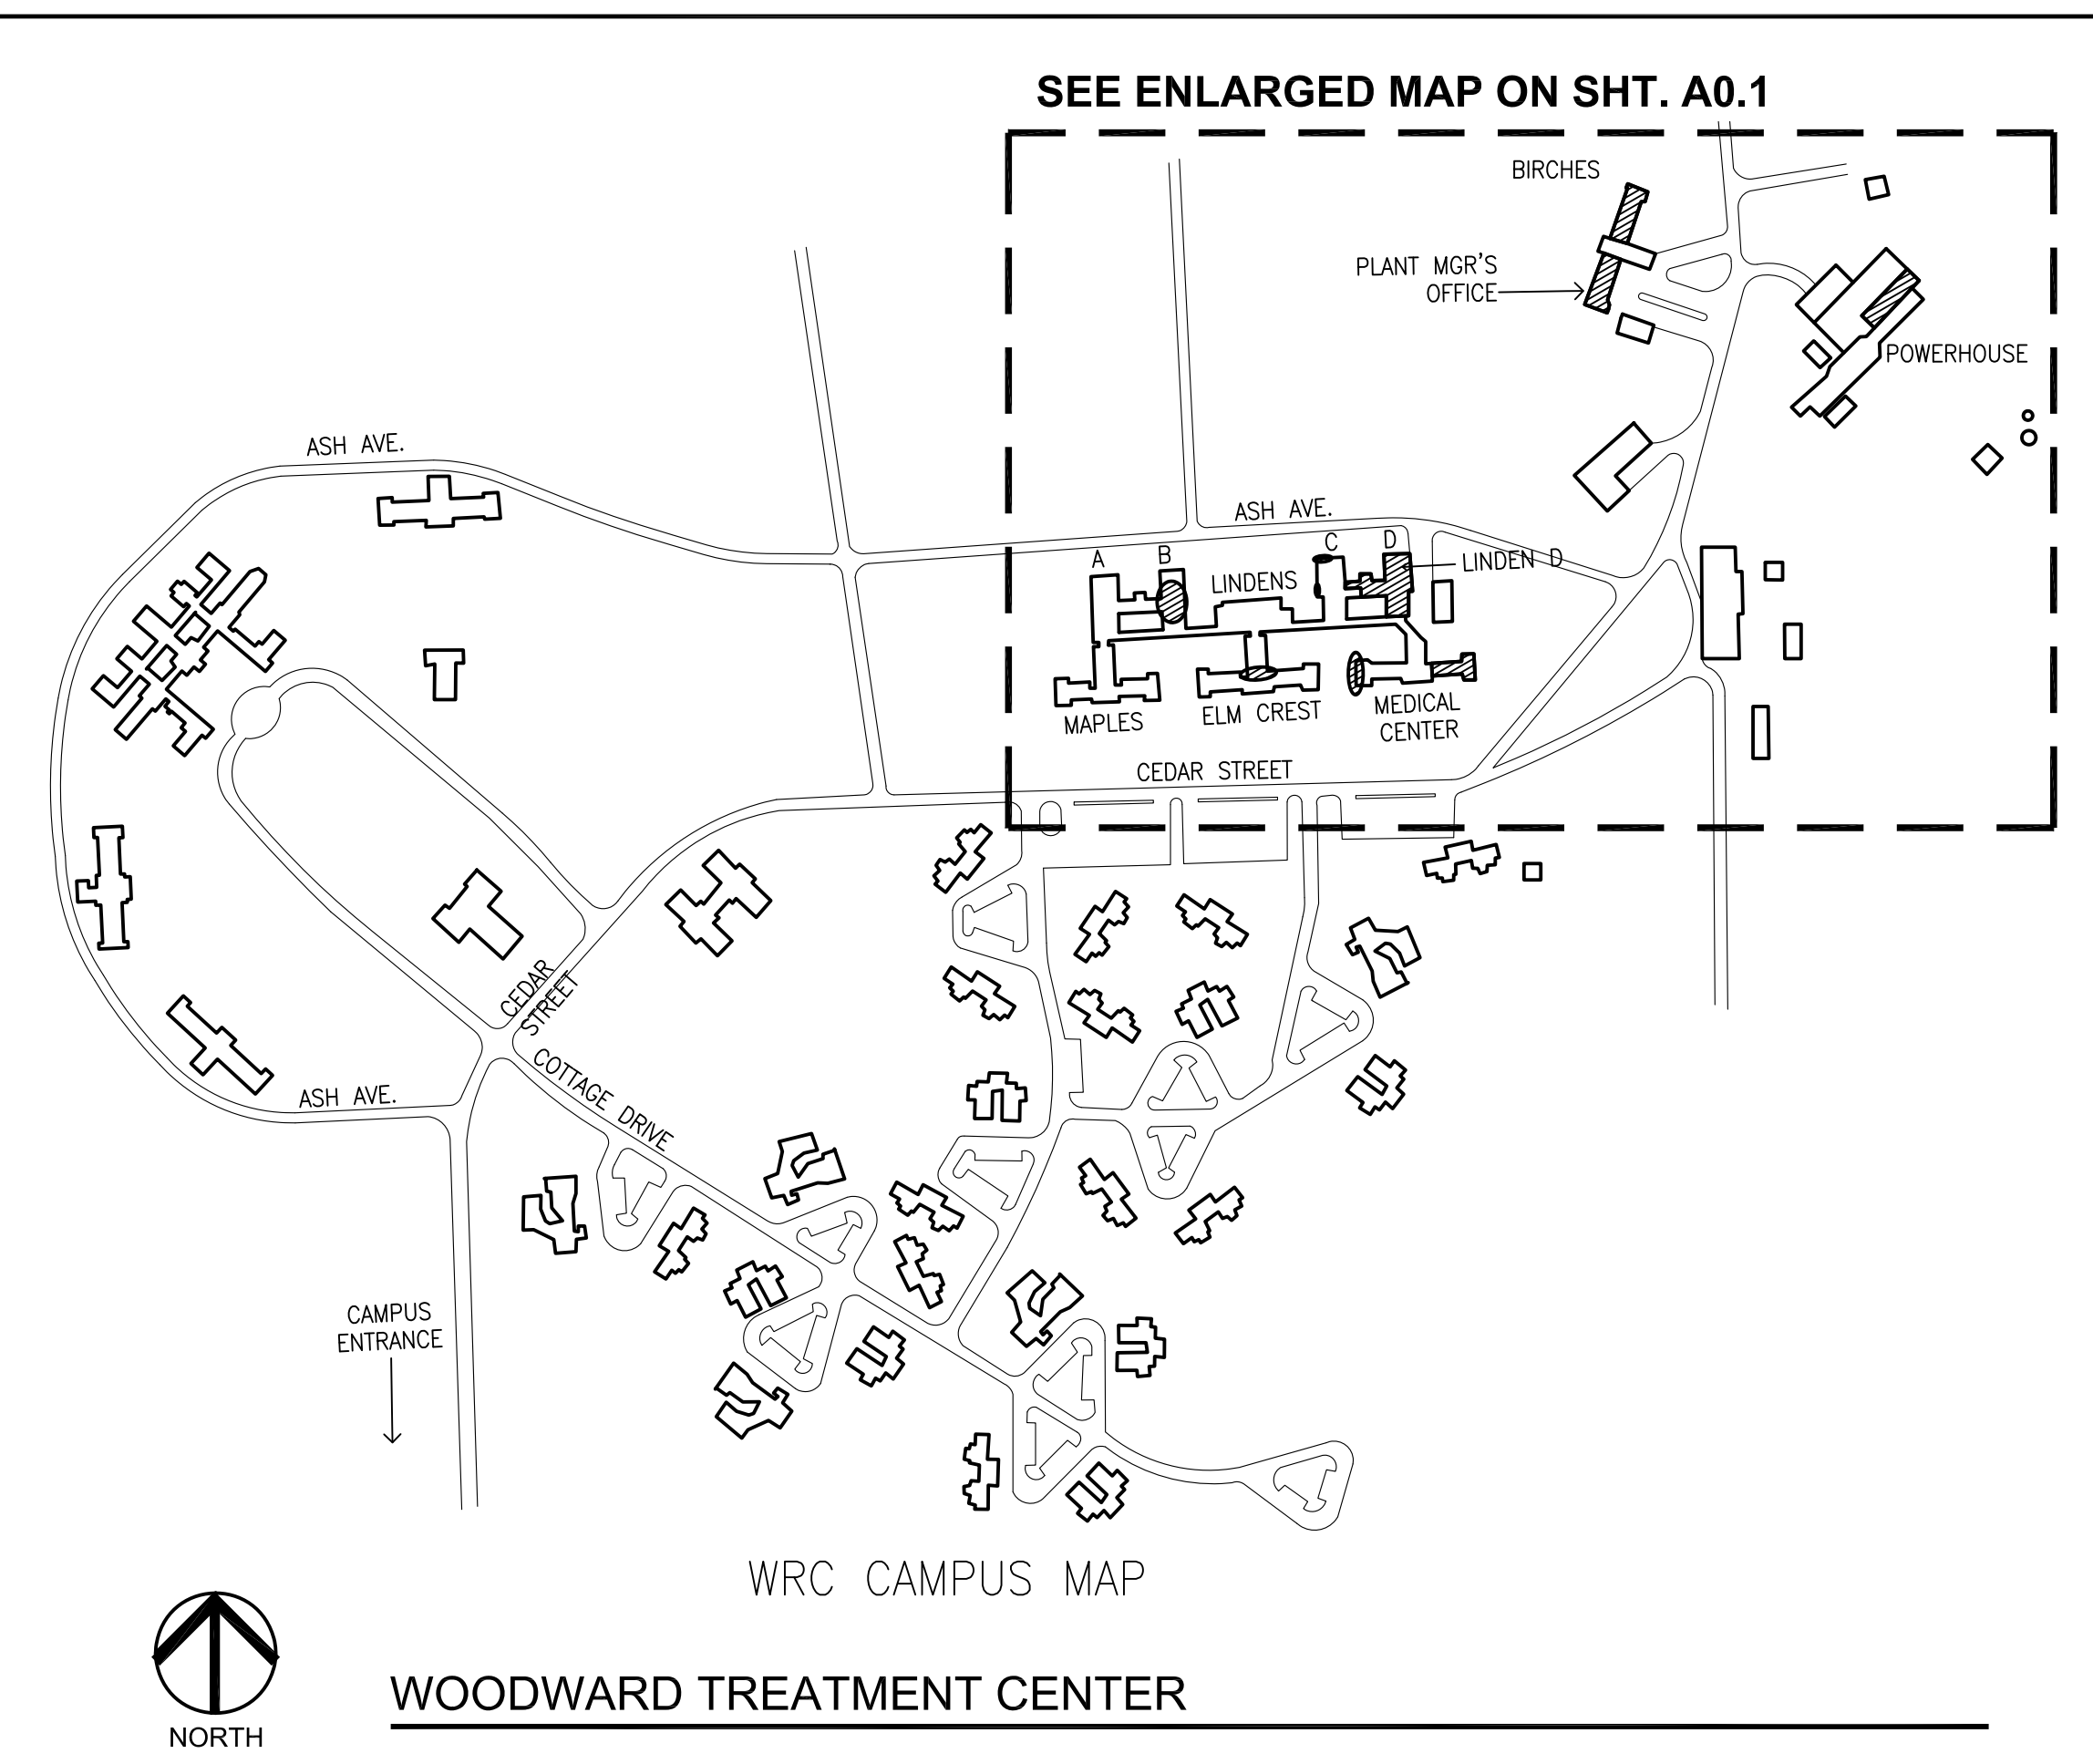 SEE ENLARGED MAP ON SHT. A0.1
BIRCHES
PLANT MGR'S
OFFICE
POWERHOUSE
ASH AVE.
ASH AVE.
A
B
C
D
LINDENS
LINDEN D
MAPLES
ELM CREST
MEDICAL
CENTER
CEDAR STREET
CEDAR
STREET
COTTAGE DRIVE
ASH AVE.
CAMPUS
ENTRANCE
WRC CAMPUS MAP
WOODWARD TREATMENT CENTER
NORTH